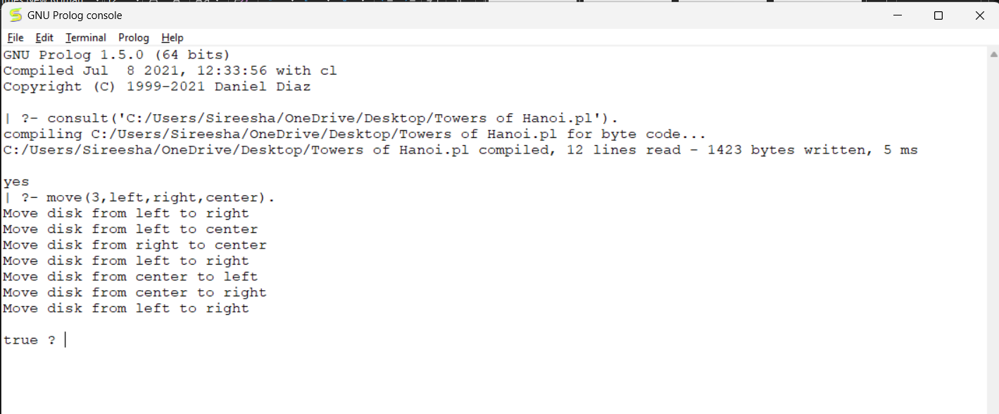 GNU Prolog console
File Edit Terminal Prolog Help
GNU Prolog 1.5.0 (64 bits)
Compiled Jul  8 2021, 12:33:56 with cl
Copyright (C) 1999-2021 Daniel Diaz
| ?- consult('C:/Users/Sireesha/OneDrive/Desktop/Towers of Hanoi.pl').
compiling C:/Users/Sireesha/OneDrive/Desktop/Towers of Hanoi.pl for byte code...
C:/Users/Sireesha/OneDrive/Desktop/Towers of Hanoi.pl compiled, 12 lines read - 1423 bytes written, 5 ms
yes
| ?- move(3,left,right,center).
Move disk from left to right
Move disk from left to center
Move disk from right to center
Move disk from left to right
Move disk from center to left
Move disk from center to right
Move disk from left to right
true ?